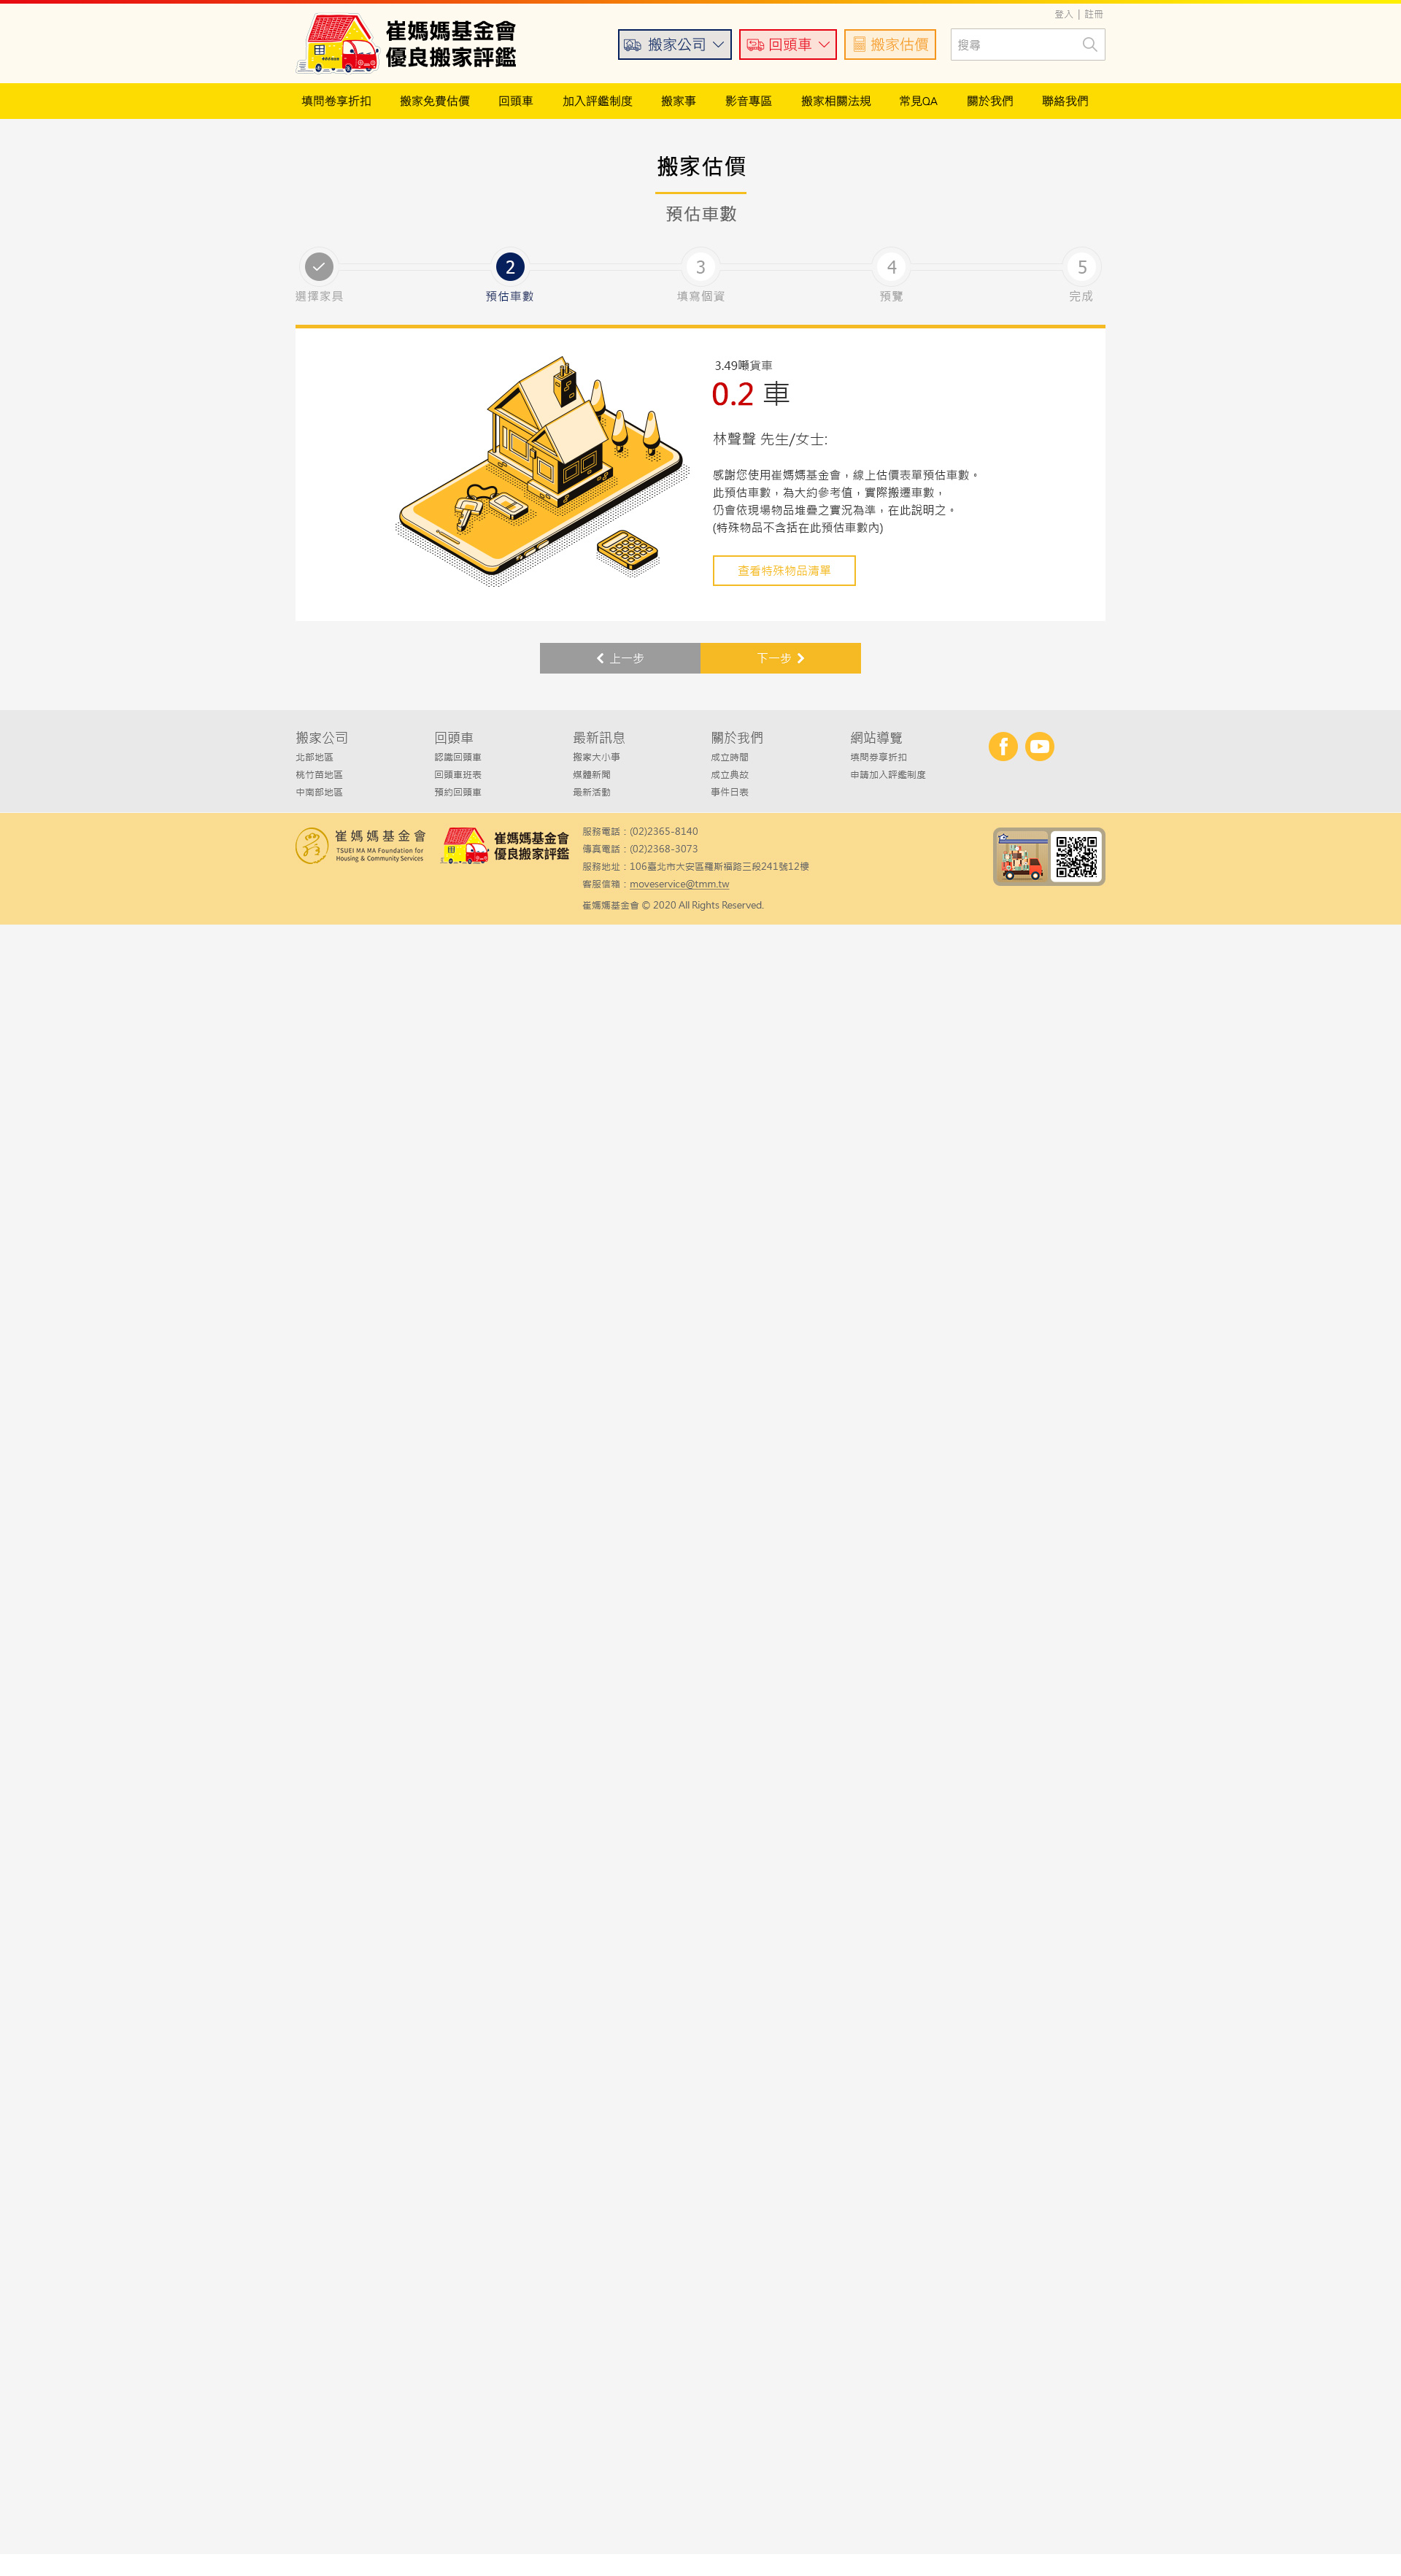 登入 | 註冊
崔媽媽基金會
優良搬家評鑑
搬家公司
回頭車
搬家估價
搜尋
填問卷享折扣 搬家免費估價 回頭車 加入評鑑制度 搬家事 影音專區 搬家相關法規 常見QA 關於我們 聯絡我們
搬家估價
預估車數
2 3 4 5
選擇家具 預估車數 填寫個資 預覽 完成
3.49噸貨車
0.2 車
林聲聲 先生/女士:
感謝您使用崔媽媽基金會，線上估價表單預估車數。
此預估車數，為大約參考值，實際搬遷車數，
仍會依現場物品堆疊之實況為準，在此說明之。
(特殊物品不含括在此預估車數內)
查看特殊物品清單
上一步 下一步
搬家公司
北部地區
桃竹苗地區
中南部地區
回頭車
認識回頭車
回頭車班表
預約回頭車
最新訊息
搬家大小事
媒體新聞
最新活動
關於我們
成立時間
成立典故
事件日表
網站導覽
填問券享折扣
申請加入評鑑制度
崔媽媽基金會
TSUEI MA MA Foundation for
Housing & Community Services
崔媽媽基金會
優良搬家評鑑
服務電話：(02)2365-8140
傳真電話：(02)2368-3073
服務地址：106臺北市大安區羅斯福路三段241號12樓
客服信箱：moveservice@tmm.tw
崔媽媽基金會 © 2020 All Rights Reserved.